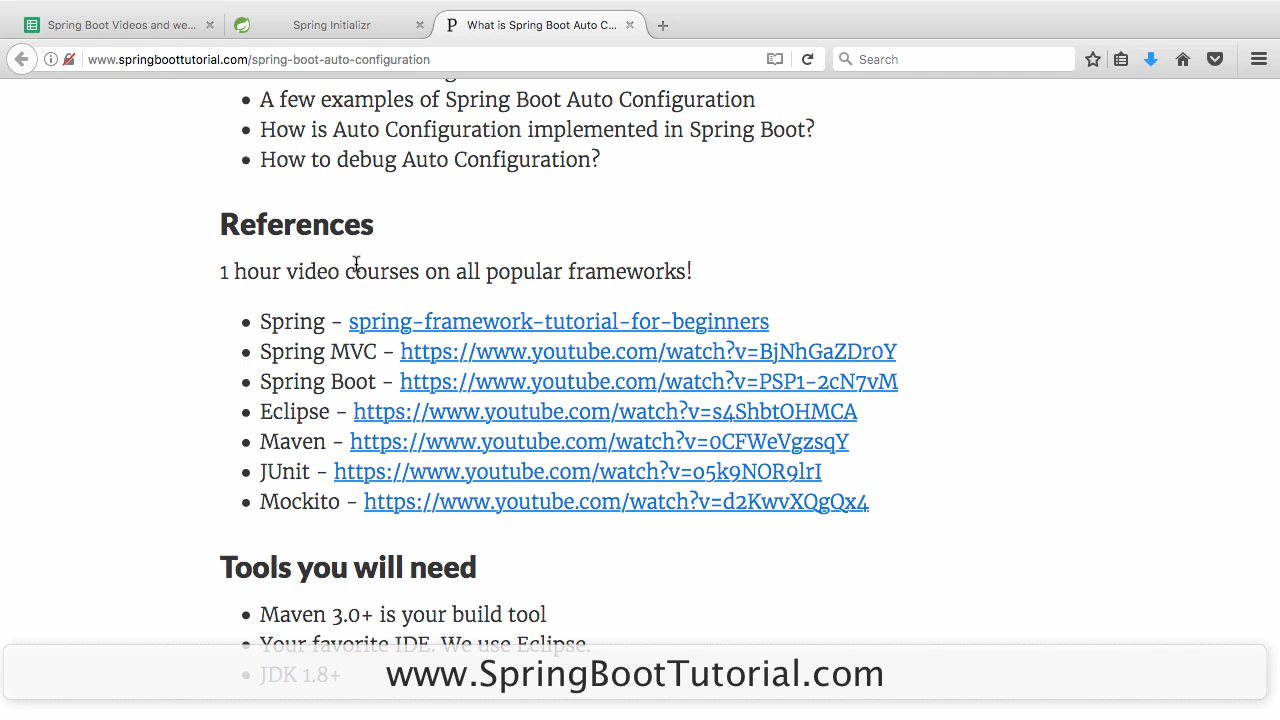 Spring Boot Videos and we...
Spring Initializr
What is Spring Boot Auto C...
www.springboottutorial.com/spring-boot-auto-configuration
Search
A few examples of Spring Boot Auto Configuration
How is Auto Configuration implemented in Spring Boot?
How to debug Auto Configuration?
References
1 hour video courses on all popular frameworks!
Spring - spring-framework-tutorial-for-beginners
Spring MVC - https://www.youtube.com/watch?v=BjNhGaZDr0Y
Spring Boot - https://www.youtube.com/watch?v=PSP1-2cN7vM
Eclipse - https://www.youtube.com/watch?v=s4ShbtOHMCA
Maven - https://www.youtube.com/watch?v=0CFWeVgzsqY
JUnit - https://www.youtube.com/watch?v=o5k9NOR9lrI
Mockito - https://www.youtube.com/watch?v=d2KwvXQgQx4
Tools you will need
Maven 3.0+ is your build tool
Your favorite IDE. We use Eclipse.
JDK 1.8+
www.SpringBootTutorial.com